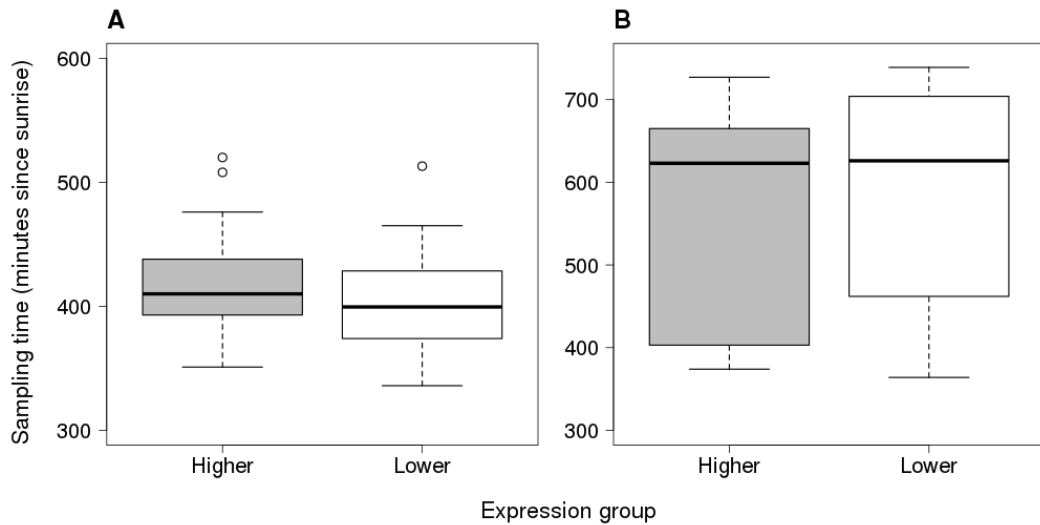 A
B
Sampling time (minutes since sunrise)
600
500
400
300
700
600
500
400
300
Higher
Lower
Higher
Lower
Expression group